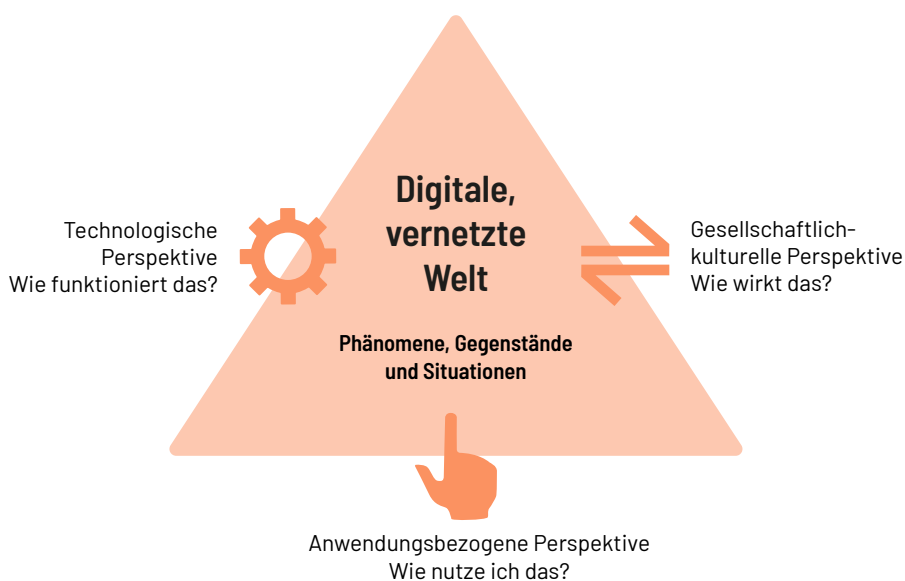 Digitale,
vernetzte
Welt
Phänomene, Gegenstände
und Situationen
Technologische
Perspektive
Wie funktioniert das?
Gesellschaftlich-
kulturelle Perspektive
Wie wirkt das?
Anwendungsbezogene Perspektive
Wie nutze ich das?